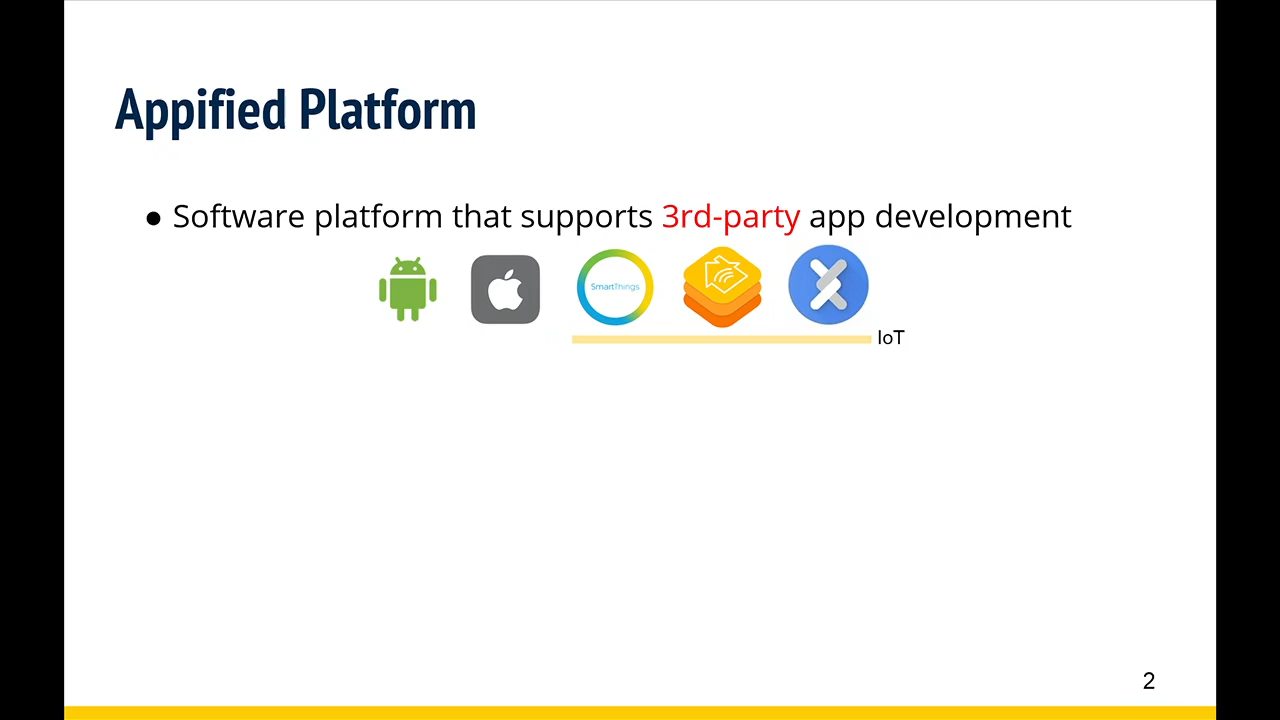 Appified Platform
● Software platform that supports 3rd-party app development
SmartThings
IoT
2